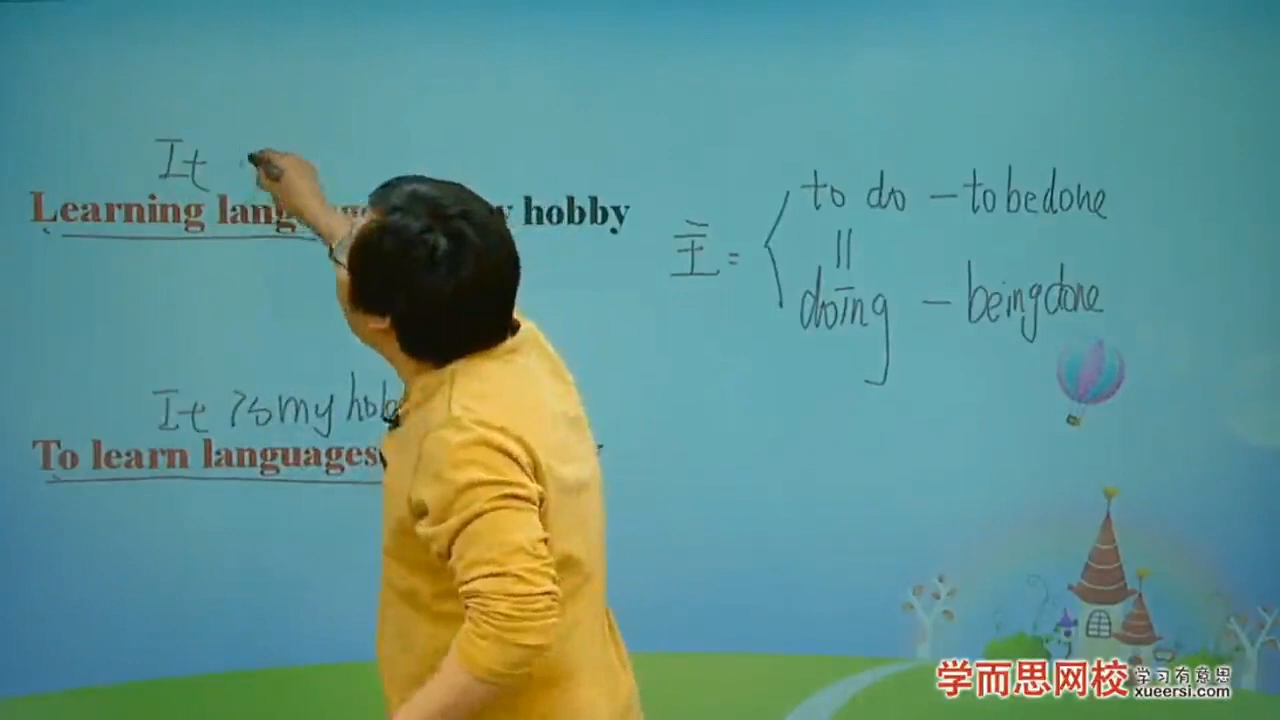 It
Learning lang hobby
It is my hobb
To learn languages
主 =
to do - to be done
=
doing - being done
学而思网校 学习有意思
xueersi.com